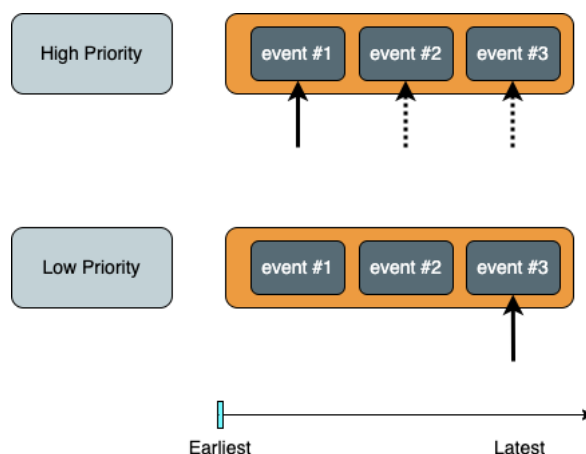 High Priority
event #1
event #2
event #3
Low Priority
event #1
event #2
event #3
Earliest
Latest